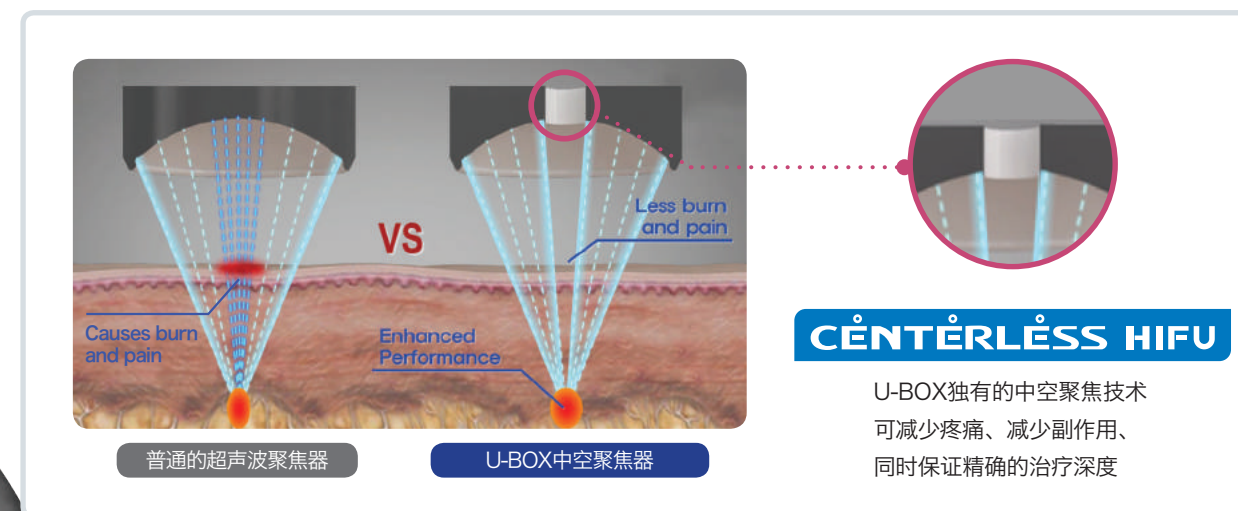 VS
Less burn
and pain
Causes burn
and pain
Enhanced
Performance
普通的超声波聚焦器
U-BOX中空聚焦器
CENTERLESS HIFU
U-BOX独有的中空聚焦技术
可减少疼痛、减少副作用、
同时保证精确的治疗深度